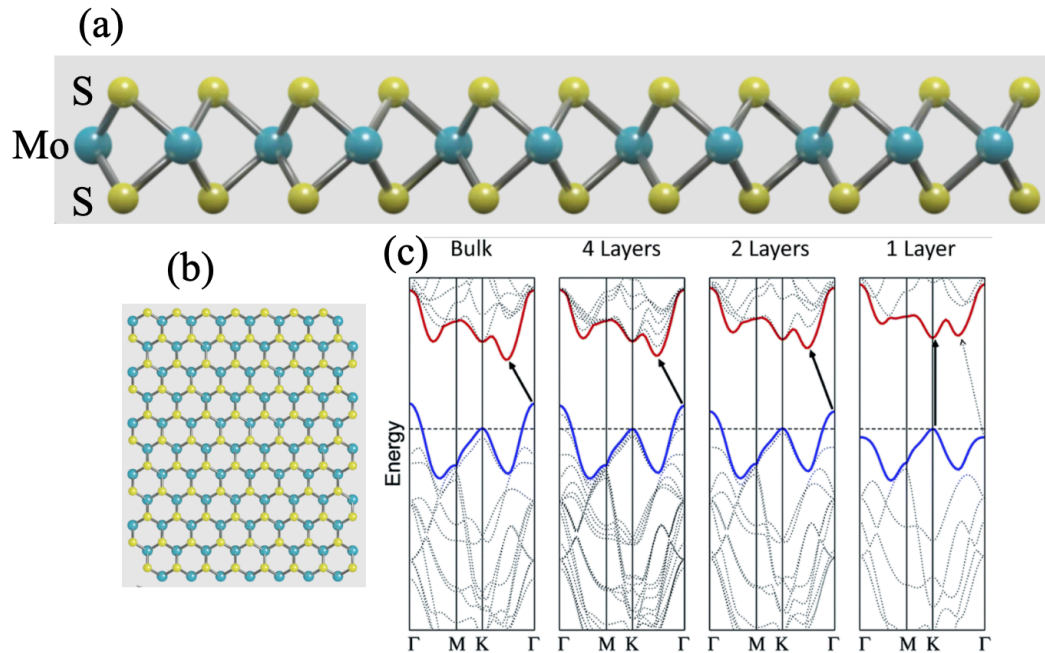 (a)
S
Mo
S
(b)
(c)
Bulk
4 Layers
2 Layers
1 Layer
Energy
Γ M K Γ
Γ M K Γ
Γ M K Γ
Γ M K Γ